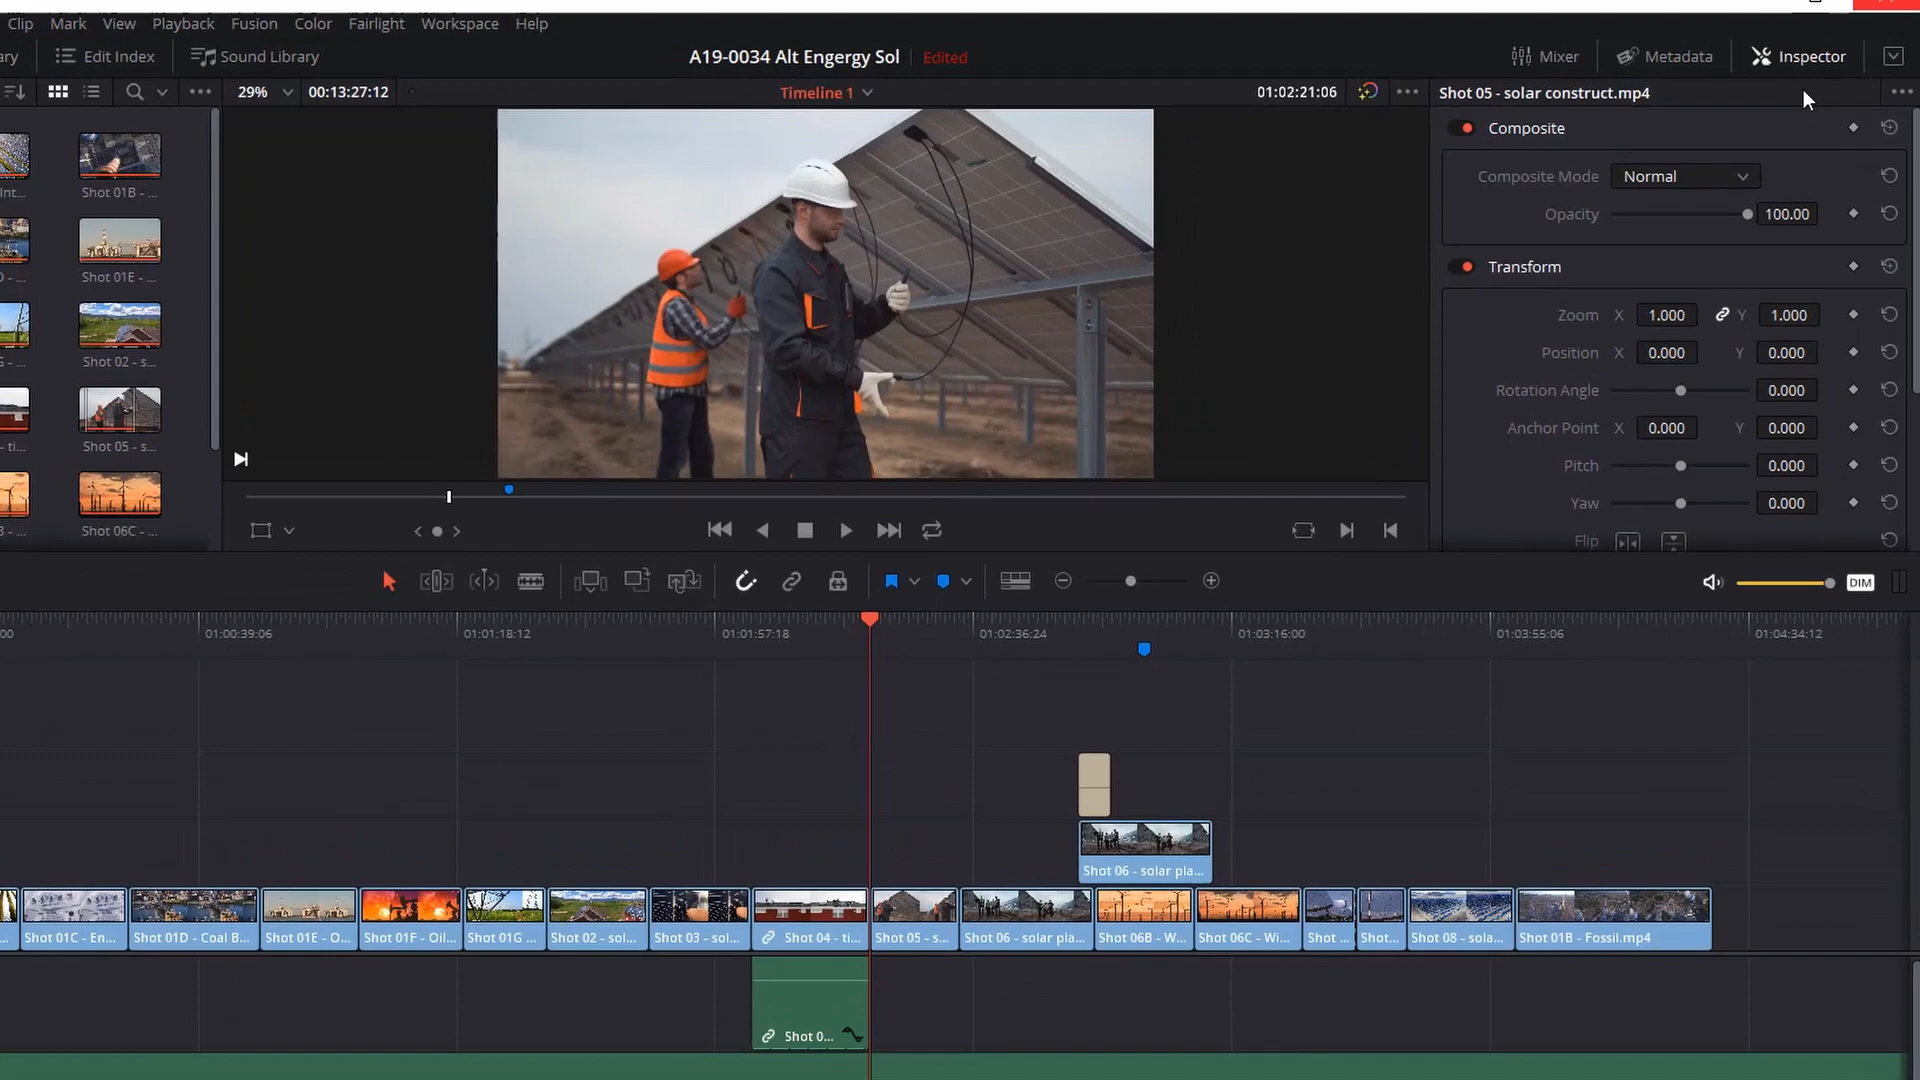 Clip Mark View Playback Fusion Color Fairlight Workspace Help
ary Edit Index Sound Library A19-0034 Alt Engergy Sol Edited Mixer Metadata Inspector
29% 00:13:27:12 Timeline 1 01:02:21:06 Shot 05 - solar construct.mp4
Composite
Composite Mode Normal
Opacity 100.00
Transform
Zoom X 1.000 Y 1.000
Position X 0.000 Y 0.000
Rotation Angle 0.000
Anchor Point X 0.000 Y 0.000
Pitch 0.000
Yaw 0.000
Flip
Int... Shot 01B - ...
D - ... Shot 01E - ...
G - ... Shot 02 - s...
- ti... Shot 05 - s...
B - ... Shot 06C - ...
DIM
00 01:00:39:06 01:01:18:12 01:01:57:18 01:02:36:24 01:03:16:00 01:03:55:06 01:04:34:12
Shot 06 - solar pla...
... Shot 01C - En... Shot 01D - Coal B... Shot 01E - O... Shot 01F - Oil... Shot 01G ... Shot 02 - sol... Shot 03 - sol... Shot 04 - ti... Shot 05 - s... Shot 06 - solar pla... Shot 06B - W... Shot 06C - Wi... Shot ... Shot... Shot 08 - sola... Shot 01B - Fossil.mp4
Shot 0...